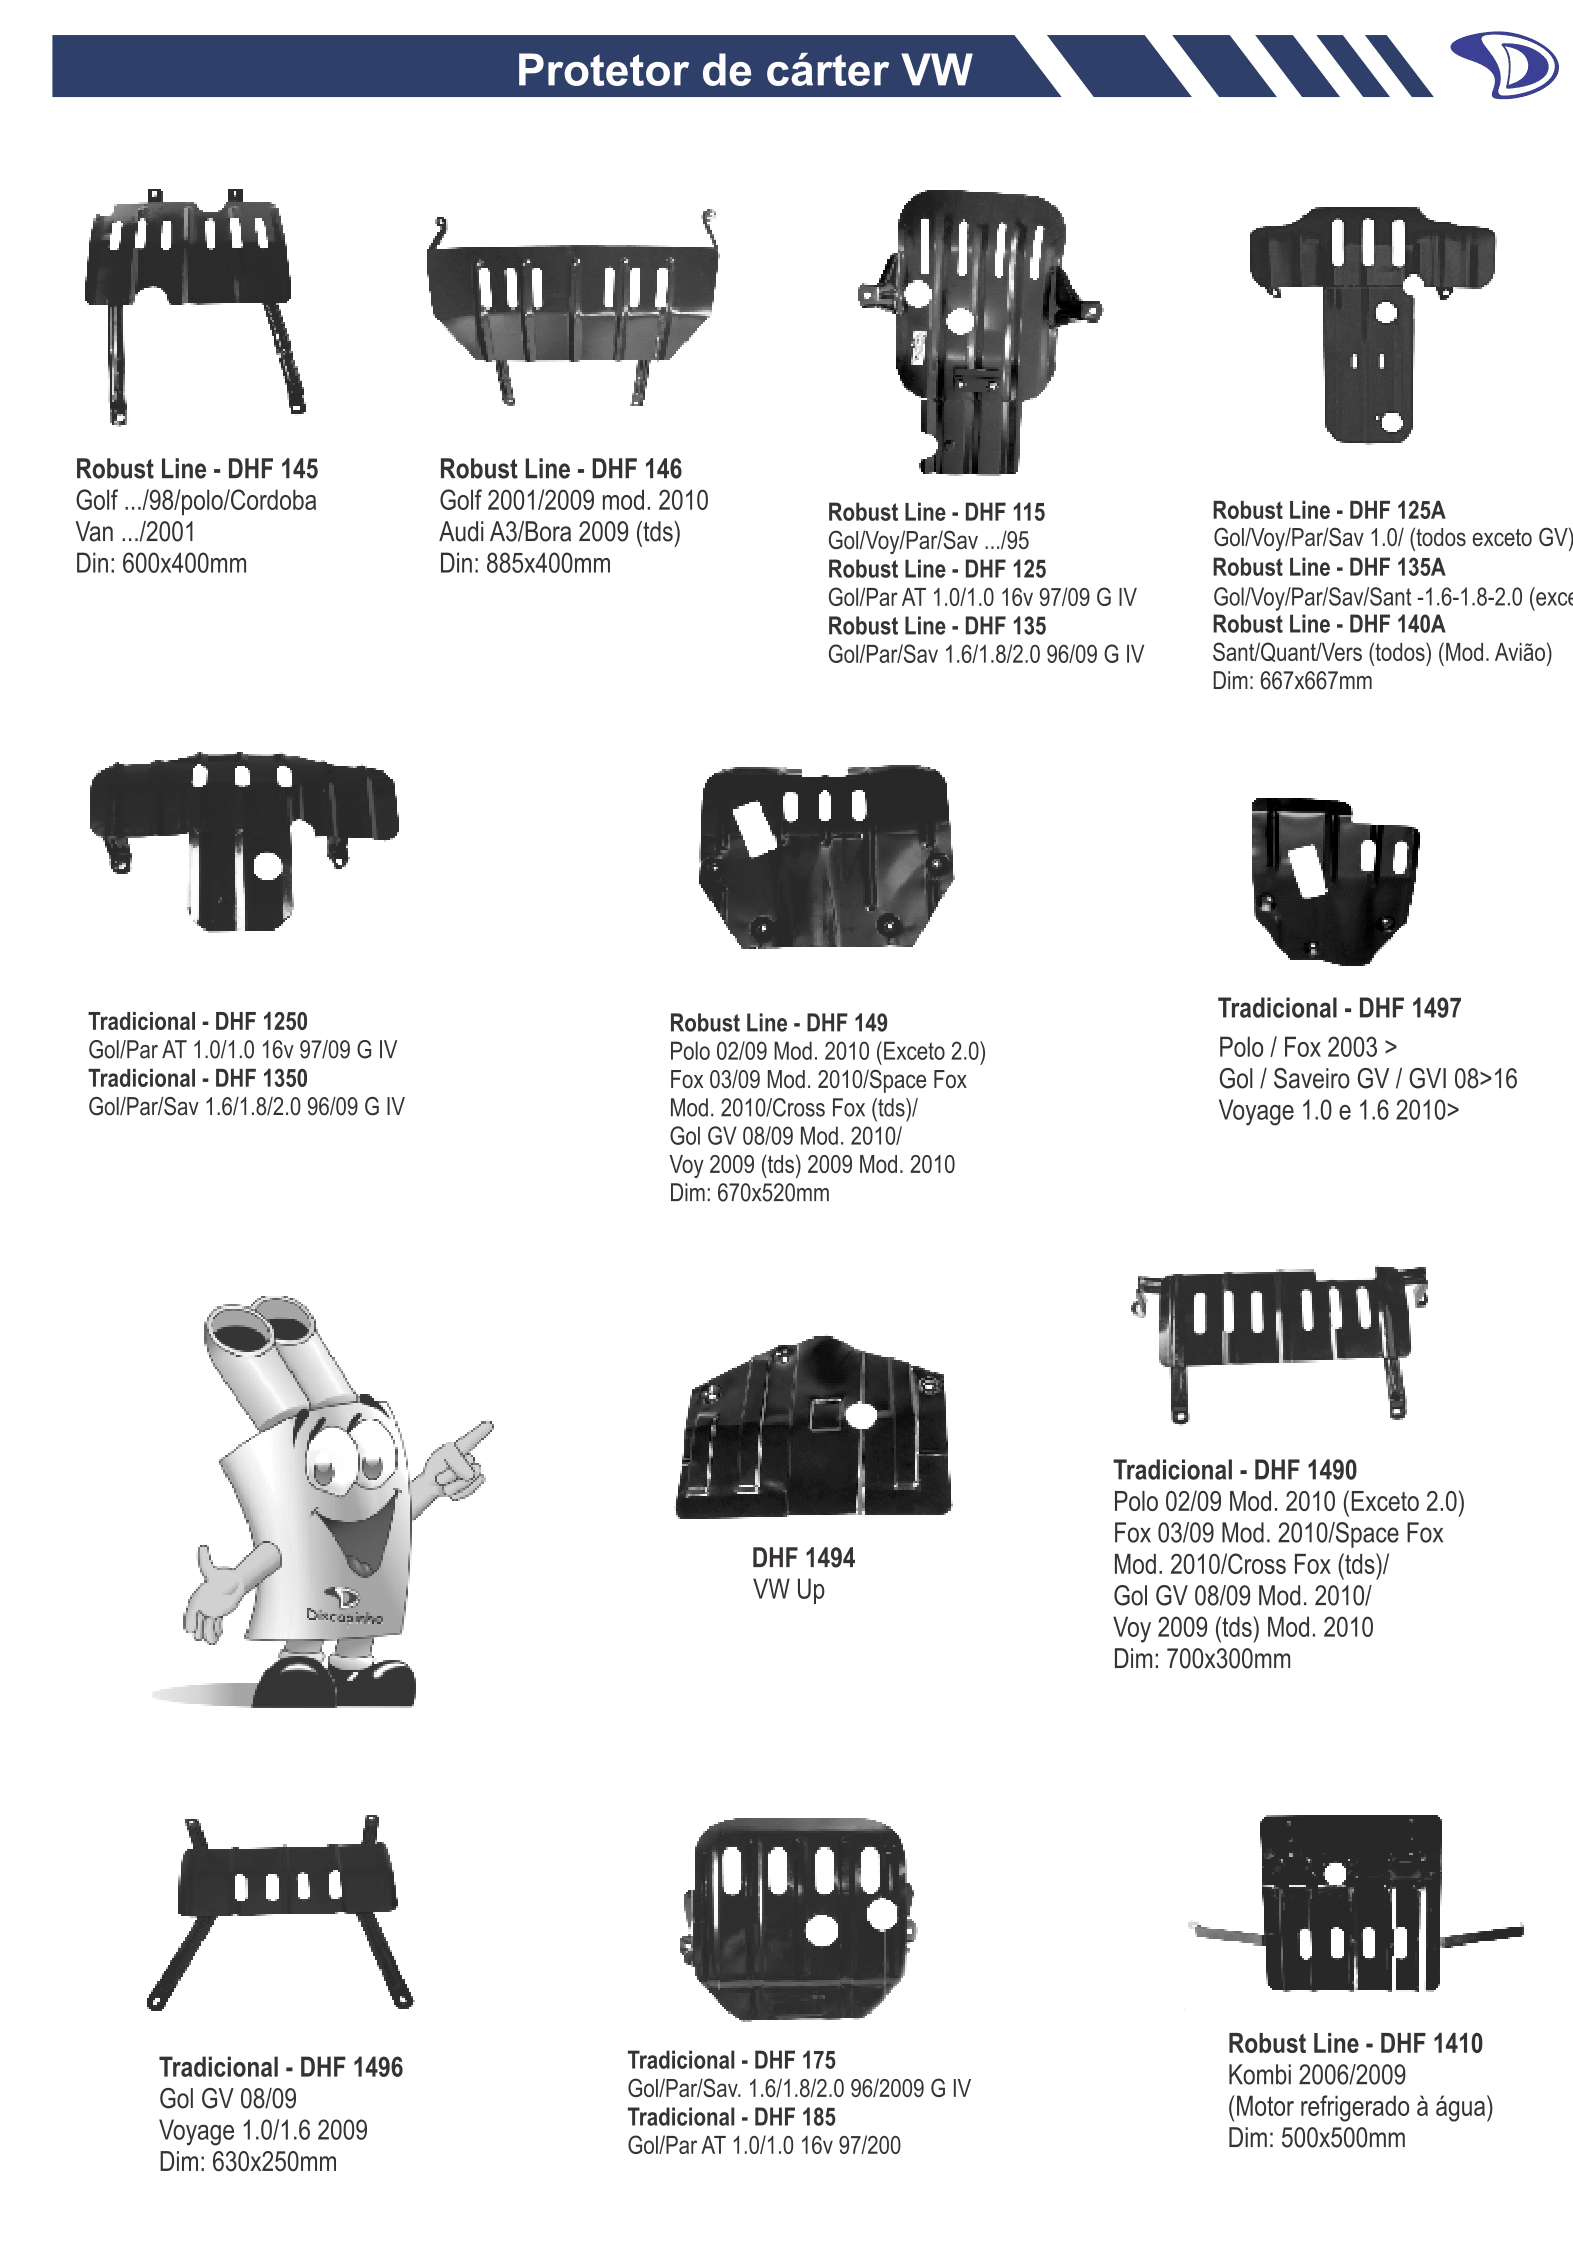 Protetor de cárter VW
Robust Line - DHF 145
Golf .../98/polo/Cordoba
Van .../2001
Din: 600x400mm
Robust Line - DHF 146
Golf 2001/2009 mod. 2010
Audi A3/Bora 2009 (tds)
Din: 885x400mm
Robust Line - DHF 115
Gol/Voy/Par/Sav .../95
Robust Line - DHF 125
Gol/Par AT 1.0/1.0 16v 97/09 G IV
Robust Line - DHF 135
Gol/Par/Sav 1.6/1.8/2.0 96/09 G IV
Robust Line - DHF 125A
Gol/Voy/Par/Sav 1.0/ (todos exceto GV)
Robust Line - DHF 135A
Gol/Voy/Par/Sav/Sant -1.6-1.8-2.0 (exce
Robust Line - DHF 140A
Sant/Quant/Vers (todos) (Mod. Avião)
Dim: 667x667mm
Tradicional - DHF 1250
Gol/Par AT 1.0/1.0 16v 97/09 G IV
Tradicional - DHF 1350
Gol/Par/Sav 1.6/1.8/2.0 96/09 G IV
Robust Line - DHF 149
Polo 02/09 Mod. 2010 (Exceto 2.0)
Fox 03/09 Mod. 2010/Space Fox
Mod. 2010/Cross Fox (tds)/
Gol GV 08/09 Mod. 2010/
Voy 2009 (tds) 2009 Mod. 2010
Dim: 670x520mm
Tradicional - DHF 1497
Polo / Fox 2003 >
Gol / Saveiro GV / GVI 08>16
Voyage 1.0 e 1.6 2010>
Discapinho
DHF 1494
VW Up
Tradicional - DHF 1490
Polo 02/09 Mod. 2010 (Exceto 2.0)
Fox 03/09 Mod. 2010/Space Fox
Mod. 2010/Cross Fox (tds)/
Gol GV 08/09 Mod. 2010/
Voy 2009 (tds) Mod. 2010
Dim: 700x300mm
Tradicional - DHF 1496
Gol GV 08/09
Voyage 1.0/1.6 2009
Dim: 630x250mm
Tradicional - DHF 175
Gol/Par/Sav. 1.6/1.8/2.0 96/2009 G IV
Tradicional - DHF 185
Gol/Par AT 1.0/1.0 16v 97/200
Robust Line - DHF 1410
Kombi 2006/2009
(Motor refrigerado à água)
Dim: 500x500mm